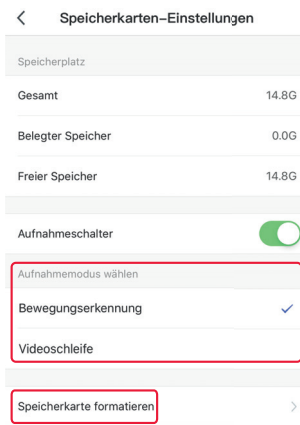 Speicherkarten-Einstellungen
Speicherplatz
Gesamt 14.8G
Belegter Speicher 0.0G
Freier Speicher 14.8G
Aufnahmeschalter
Aufnahmemodus wählen
Bewegungserkennung
Videoschleife
Speicherkarte formatieren